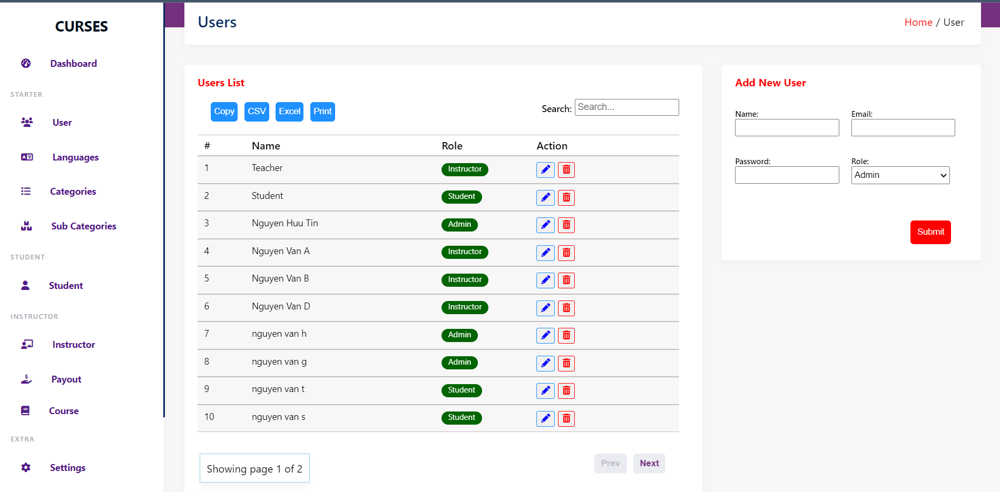 CURSES
Dashboard
STARTER
User
Languages
Categories
Sub Categories
STUDENT
Student
INSTRUCTOR
Instructor
Payout
Course
EXTRA
Settings
Users
Home / User
Users List
Copy CSV Excel Print
Search: Search...
# Name Role Action
1 Teacher Instructor
2 Student Student
3 Nguyen Huu Tin Admin
4 Nguyen Van A Instructor
5 Nguyen Van B Instructor
6 Nguyen Van D Instructor
7 nguyen van h Admin
8 nguyen van g Admin
9 nguyen van t Student
10 nguyen van s Student
Showing page 1 of 2
Prev Next
Add New User
Name: Email:
Password: Role:
Admin
Submit